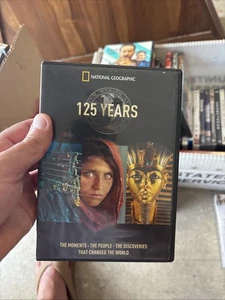 NATIONAL GEOGRAPHIC
125 YEARS
THE MOMENTS · THE PEOPLE · THE DISCOVERIES
THAT CHANGED THE WORLD